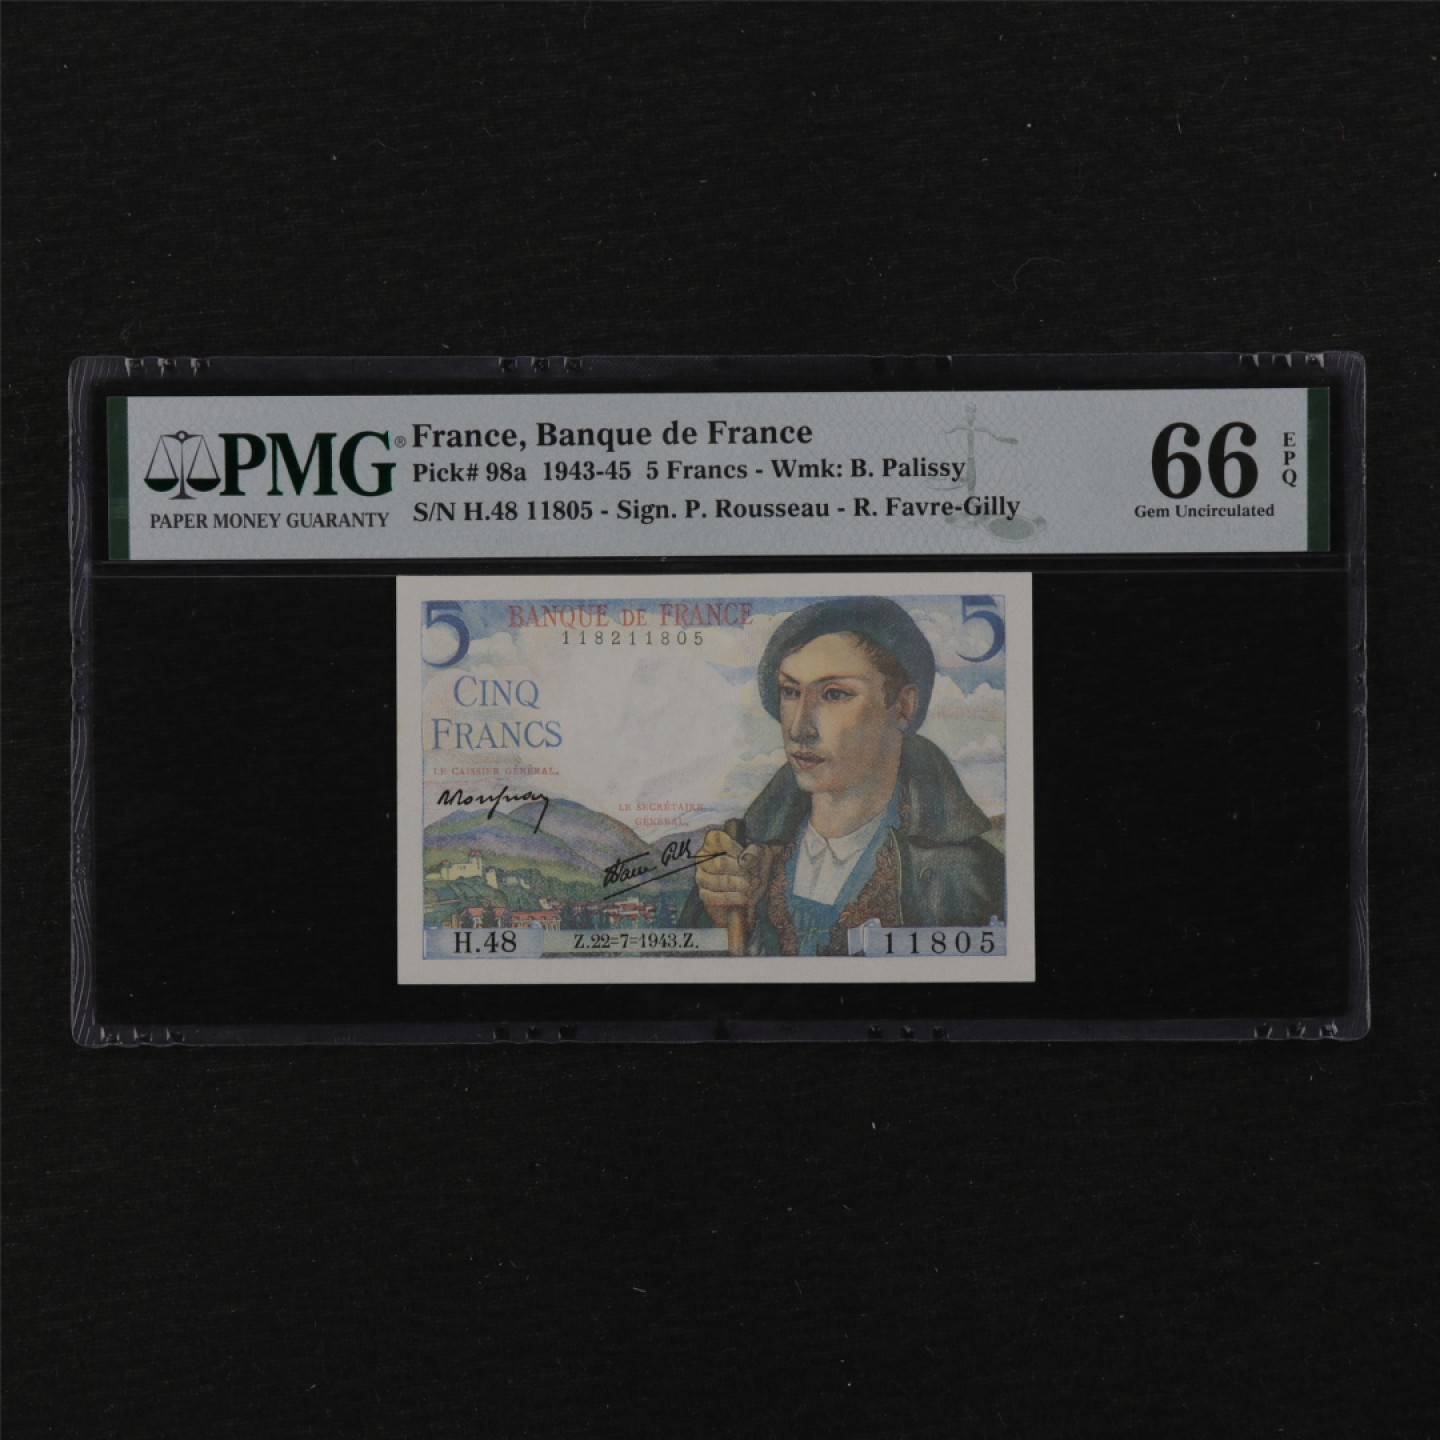 PMG®
PAPER MONEY GUARANTY
France, Banque de France
Pick# 98a 1943-45 5 Francs - Wmk: B. Palissy
S/N H.48 11805 - Sign. P. Rousseau - R. Favre-Gilly
66
EPQ
Gem Uncirculated
5
BANQUE DE FRANCE
5
118211805
CINQ
FRANCS
LE CAISSIER GÉNÉRAL,
LE SECRÉTAIRE
GÉNÉRAL,
H.48
Z.22=7=1943.Z.
11805